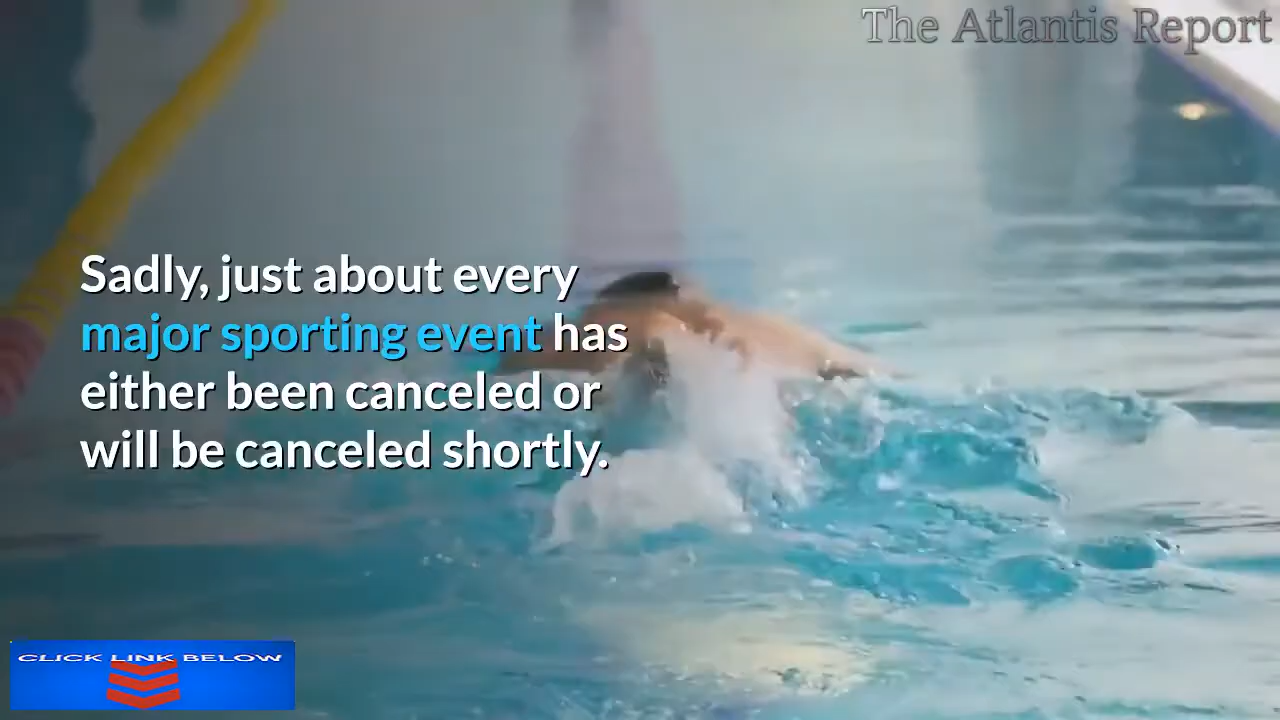 The Atlantis Report
Sadly, just about every
major sporting event has
either been canceled or
will be canceled shortly.
CLICK LINK BELOW